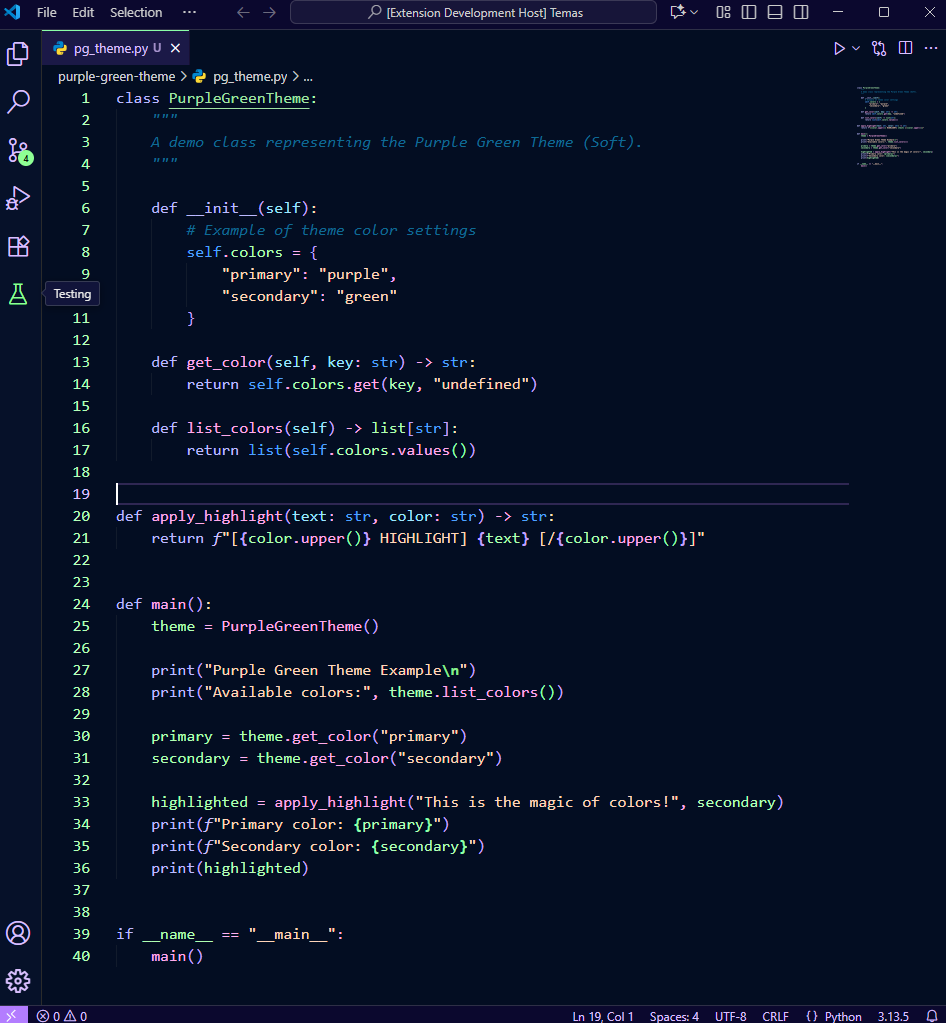 File Edit Selection ··· [Extension Development Host] Temas
pg_theme.py U
purple-green-theme > pg_theme.py > ...
1 class PurpleGreenTheme:
2     """
3     A demo class representing the Purple Green Theme (Soft).
4     """
5
6     def __init__(self):
7         # Example of theme color settings
8         self.colors = {
9             "primary": "purple",
            "secondary": "green"
11         }
12
13     def get_color(self, key: str) -> str:
14         return self.colors.get(key, "undefined")
15
16     def list_colors(self) -> list[str]:
17         return list(self.colors.values())
18
19
20 def apply_highlight(text: str, color: str) -> str:
21     return f"[{color.upper()} HIGHLIGHT] {text} [/{color.upper()}]"
22
23
24 def main():
25     theme = PurpleGreenTheme()
26
27     print("Purple Green Theme Example\n")
28     print("Available colors:", theme.list_colors())
29
30     primary = theme.get_color("primary")
31     secondary = theme.get_color("secondary")
32
33     highlighted = apply_highlight("This is the magic of colors!", secondary)
34     print(f"Primary color: {primary}")
35     print(f"Secondary color: {secondary}")
36     print(highlighted)
37
38
39 if __name__ == "__main__":
40     main()
4
Testing
0 0 Ln 19, Col 1 Spaces: 4 UTF-8 CRLF {} Python 3.13.5